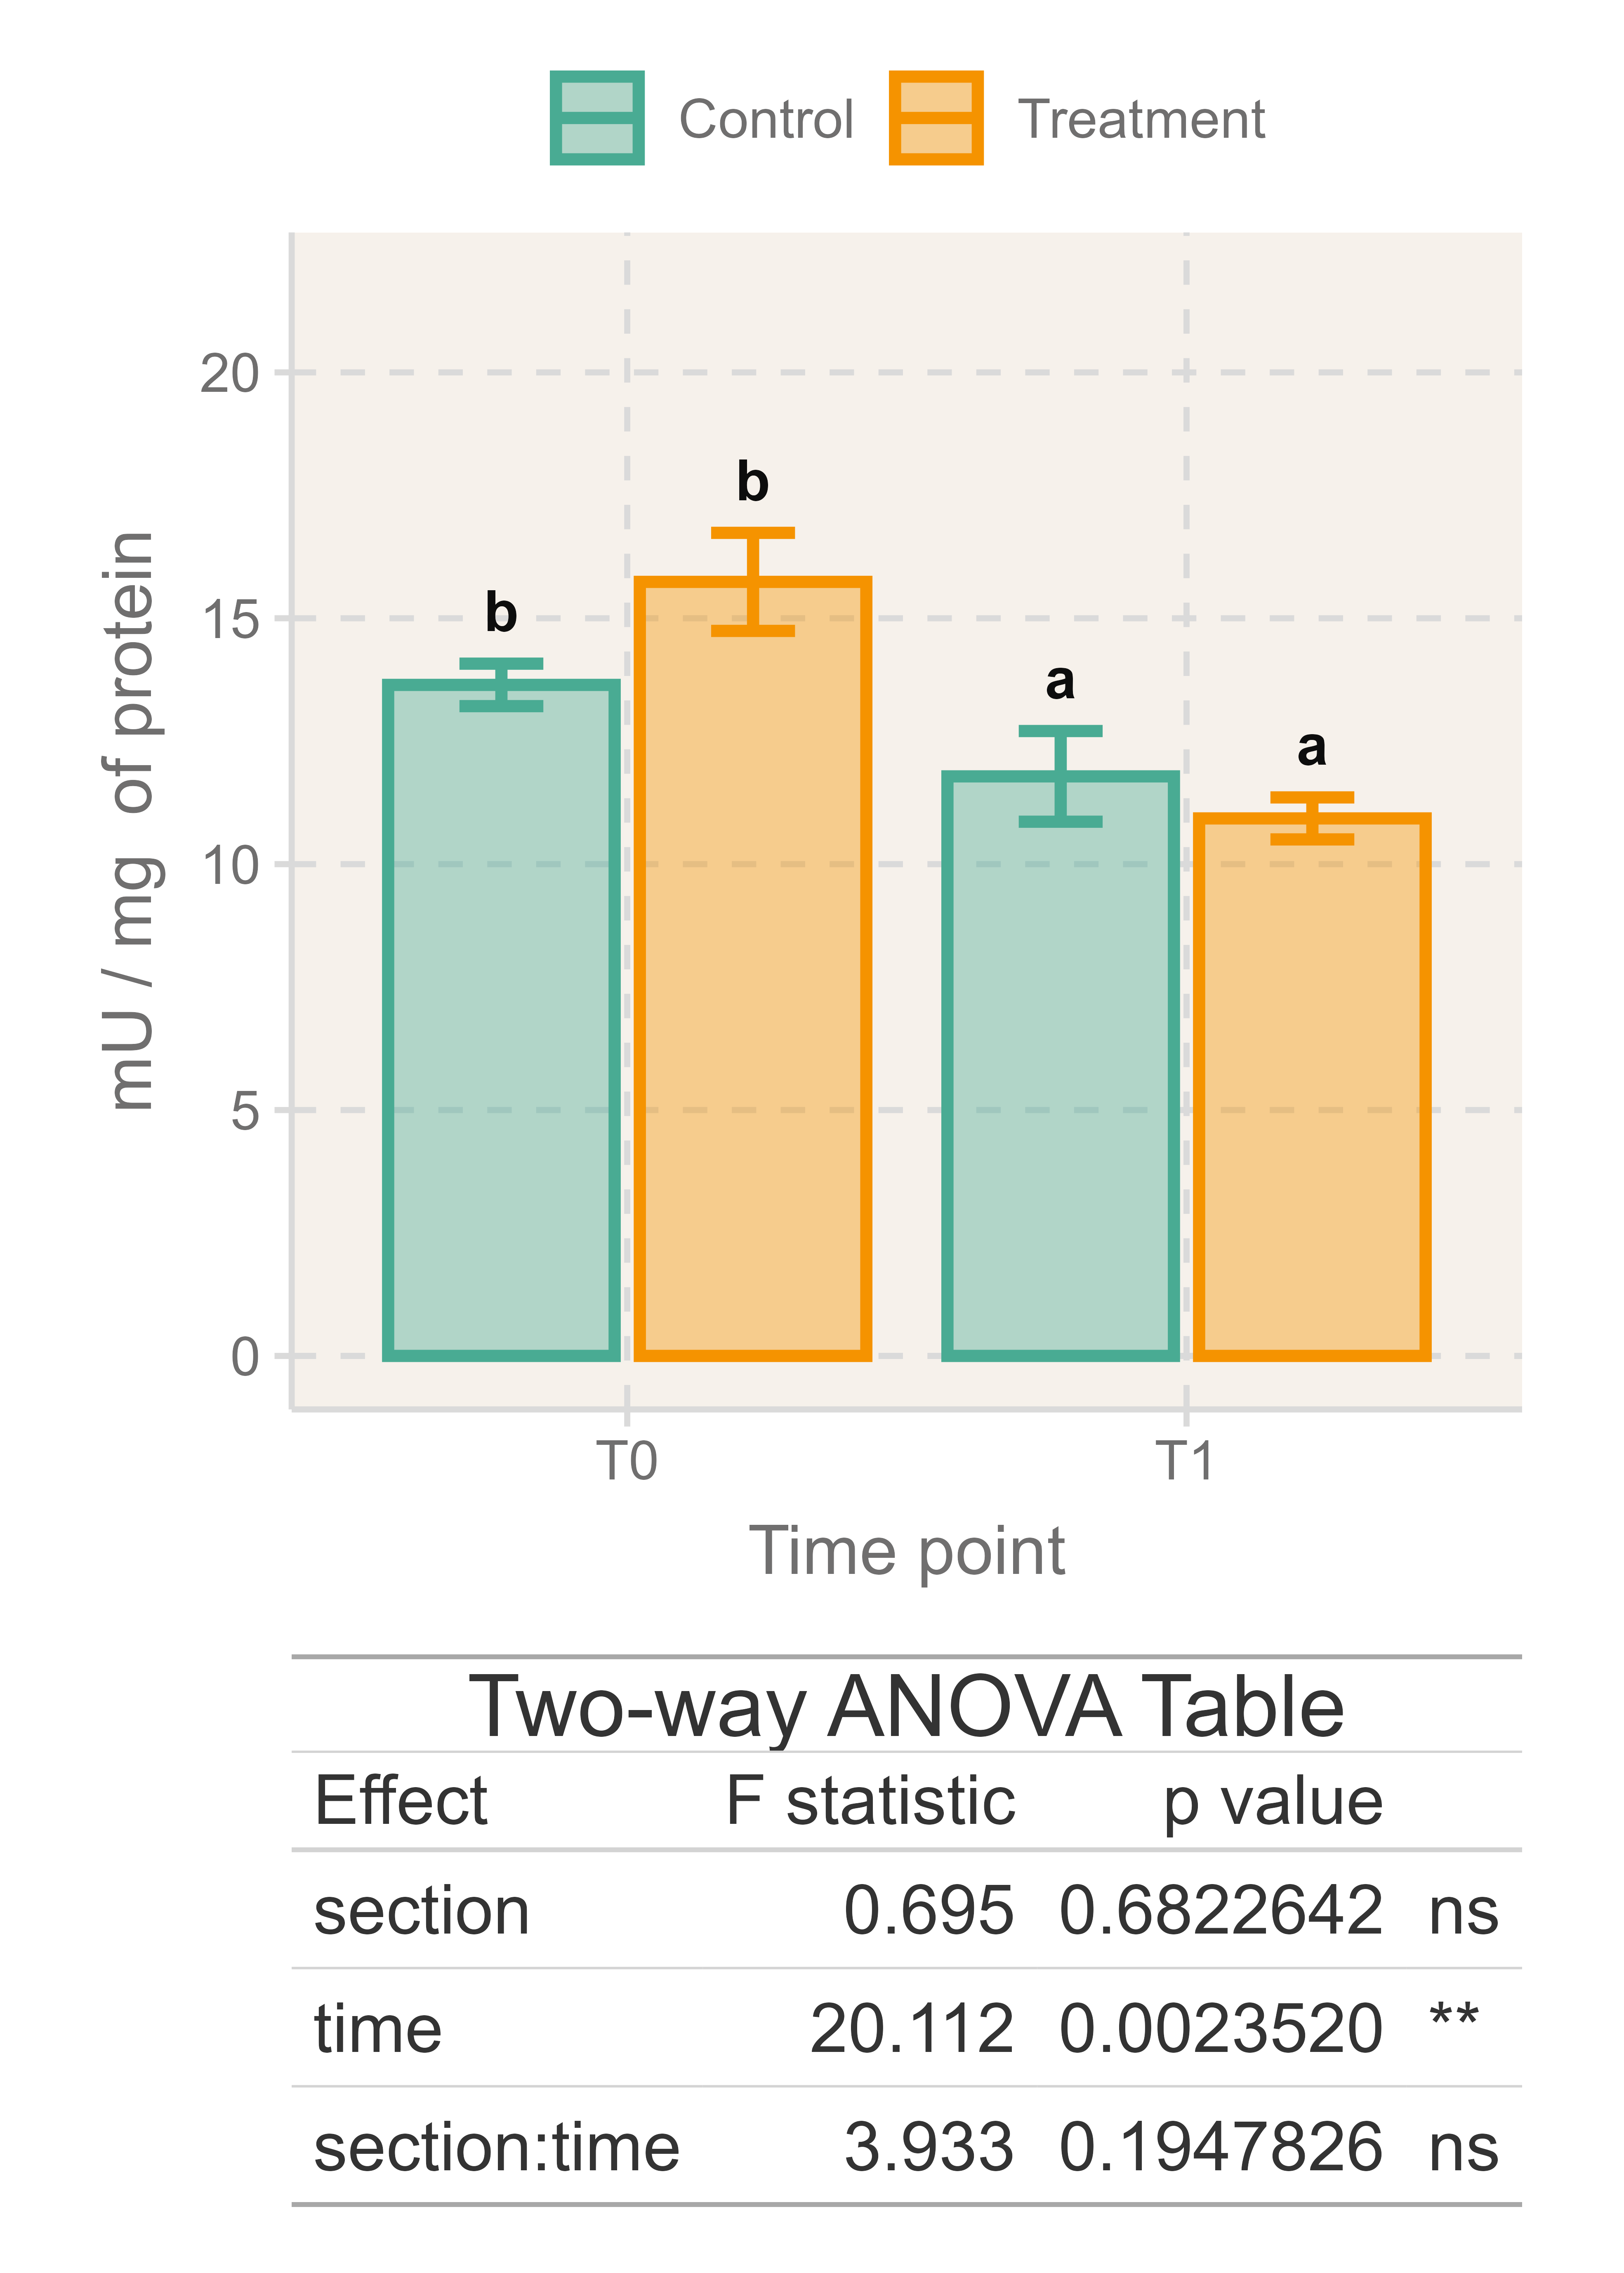 Control Treatment
20
15
10
5
0
mU / mg  of protein
b
b
a
a
T0 T1
Time point
Two-way ANOVA Table
Effect F statistic p value
section 0.695 0.6822642 ns
time 20.112 0.0023520 **
section:time 3.933 0.1947826 ns